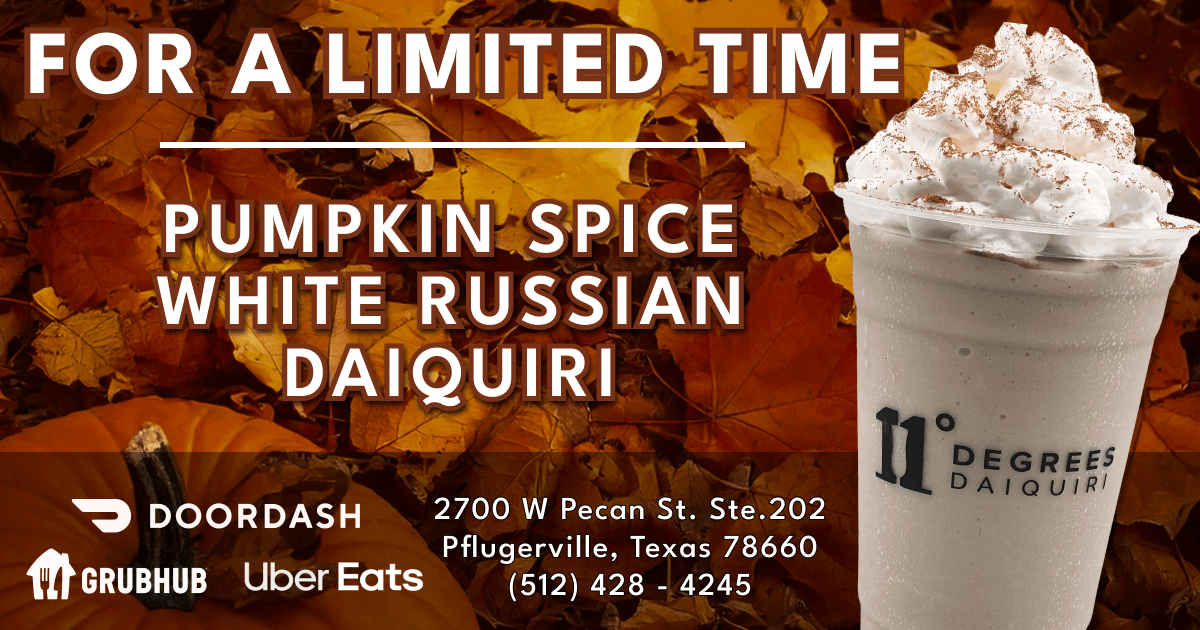 FOR A LIMITED TIME
PUMPKIN SPICE
WHITE RUSSIAN
DAIQUIRI
11° DEGREES
DAIQUIRI
DOORDASH
GRUBHUB
Uber Eats
2700 W Pecan St. Ste.202
Pflugerville, Texas 78660
(512) 428 - 4245